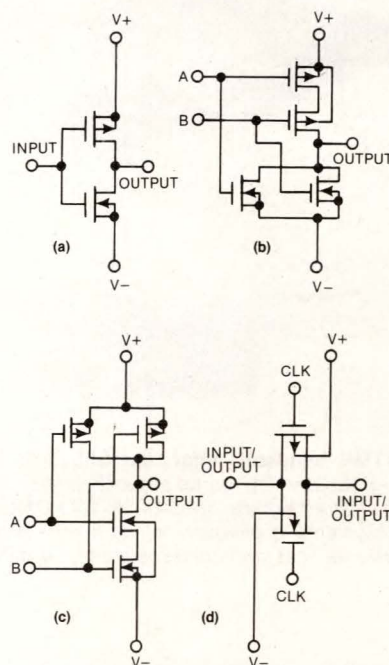 V+
INPUT
OUTPUT
V−
(a)
V+
A
B
OUTPUT
V−
(b)
V+
OUTPUT
A
B
V−
(c)
V+
CLK
INPUT/
OUTPUT
INPUT/
OUTPUT
CLK
V−
(d)